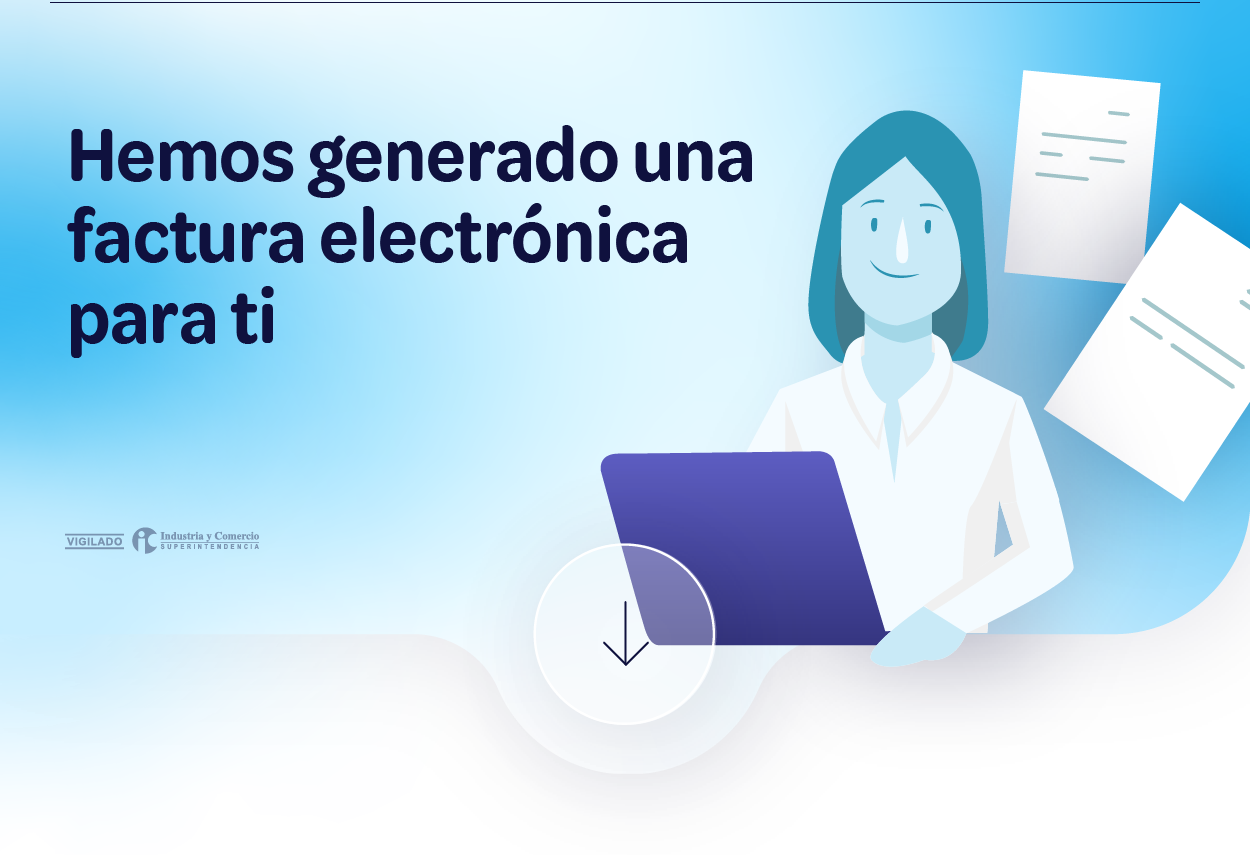 Hemos generado una
factura electrónica
para ti
VIGILADO
Industria y Comercio
SUPERINTENDENCIA